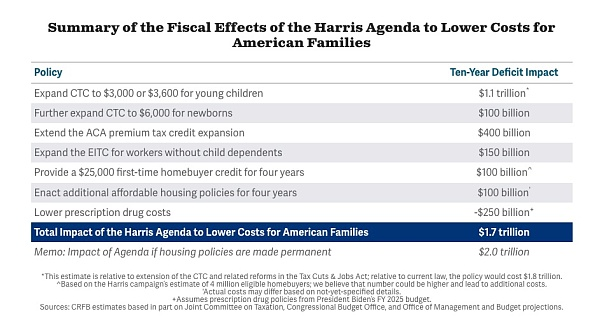 Summary of the Fiscal Effects of the Harris Agenda to Lower Costs for
American Families
Policy Ten-Year Deficit Impact
Expand CTC to $3,000 or $3,600 for young children $1.1 trillion*
Further expand CTC to $6,000 for newborns $100 billion
Extend the ACA premium tax credit expansion $400 billion
Expand the EITC for workers without child dependents $150 billion
Provide a $25,000 first-time homebuyer credit for four years $100 billion^
Enact additional affordable housing policies for four years $100 billion'
Lower prescription drug costs -$250 billion+
Total Impact of the Harris Agenda to Lower Costs for American Families $1.7 trillion
Memo: Impact of Agenda if housing policies are made permanent $2.0 trillion
*This estimate is relative to extension of the CTC and related reforms in the Tax Cuts & Jobs Act; relative to current law, the policy would cost $1.8 trillion.
^Based on the Harris campaign's estimate of 4 million eligible homebuyers; we believe that number could be higher and lead to additional costs.
'Actual costs may differ based on not-yet-specified details.
+Assumes prescription drug policies from President Biden's FY 2025 budget.
Sources: CRFB estimates based in part on Joint Committee on Taxation, Congressional Budget Office, and Office of Management and Budget projections.